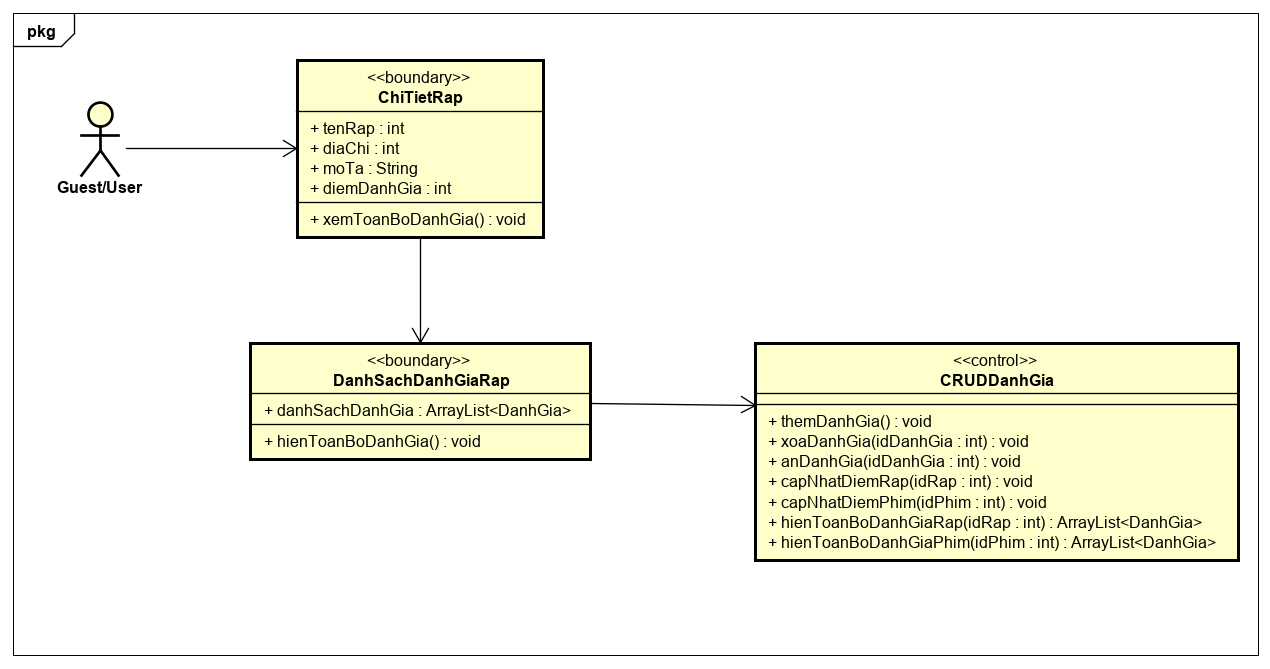 pkg
<<boundary>>
ChiTietRap
+ tenRap : int
+ diaChi : int
+ moTa : String
+ diemDanhGia : int
+ xemToanBoDanhGia() : void
Guest/User
<<boundary>>
DanhSachDanhGiaRap
+ danhSachDanhGia : ArrayList<DanhGia>
+ hienToanBoDanhGia() : void
<<control>>
CRUDDanhGia
+ themDanhGia() : void
+ xoaDanhGia(idDanhGia : int) : void
+ anDanhGia(idDanhGia : int) : void
+ capNhatDiemRap(idRap : int) : void
+ capNhatDiemPhim(idPhim : int) : void
+ hienToanBoDanhGiaRap(idRap : int) : ArrayList<DanhGia>
+ hienToanBoDanhGiaPhim(idPhim : int) : ArrayList<DanhGia>